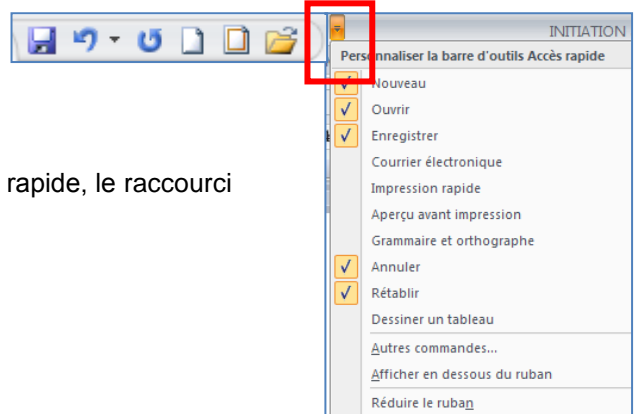 INITIATION
Personnaliser la barre d'outils Accès rapide
Nouveau
Ouvrir
Enregistrer
Courrier électronique
rapide, le raccourci
Impression rapide
Aperçu avant impression
Grammaire et orthographe
Annuler
Rétablir
Dessiner un tableau
Autres commandes...
Afficher en dessous du ruban
Réduire le ruban